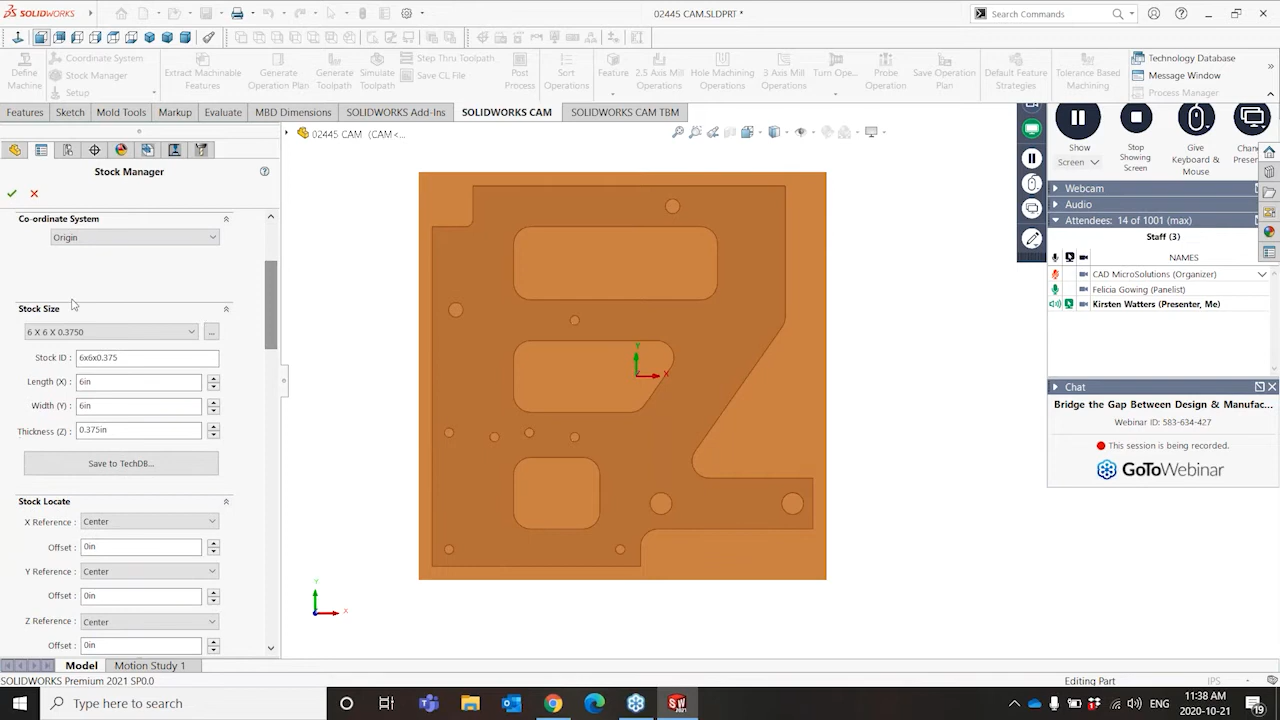 SOLIDWORKS
02445 CAM.SLDPRT *
Search Commands
Define Machine
Coordinate System
Stock Manager
Setup
Extract Machinable Features
Generate Operation Plan
Generate Toolpath
Simulate Toolpath
Step Thru Toolpath
Save CL File
Post Process
Sort Operations
Feature
2.5 Axis Mill Operations
Hole Machining Operations
3 Axis Mill Operations
Turn Ope...
Probe Operation
Save Operation Plan
Default Feature Strategies
Tolerance Based Machining
Technology Database
Message Window
Process Manager
Features
Sketch
Mold Tools
Markup
Evaluate
MBD Dimensions
SOLIDWORKS Add-Ins
SOLIDWORKS CAM
SOLIDWORKS CAM TBM
02445 CAM (CAM<...
Stock Manager
Co-ordinate System
Origin
Stock Size
6 X 6 X 0.3750
...
Stock ID : 6x6x0.375
Length (X) : 6in
Width (Y) : 6in
Thickness (Z) : 0.375in
Save to TechDB...
Stock Locate
X Reference : Center
Offset : 0in
Y Reference : Center
Offset : 0in
Z Reference : Center
Offset : 0in
Y
X
Y
X
Show Screen
Stop Showing Screen
Give Keyboard & Mouse
Chan
Presen
Webcam
Audio
Attendees: 14 of 1001 (max)
Staff (3)
NAMES
CAD MicroSolutions (Organizer)
Felicia Gowing (Panelist)
Kirsten Watters (Presenter, Me)
Chat
Bridge the Gap Between Design & Manufac...
Webinar ID: 583-634-427
This session is being recorded.
GoToWebinar
Model
Motion Study 1
SOLIDWORKS Premium 2021 SP0.0
Editing Part
IPS
Type here to search
ENG
11:38 AM
2020-10-21